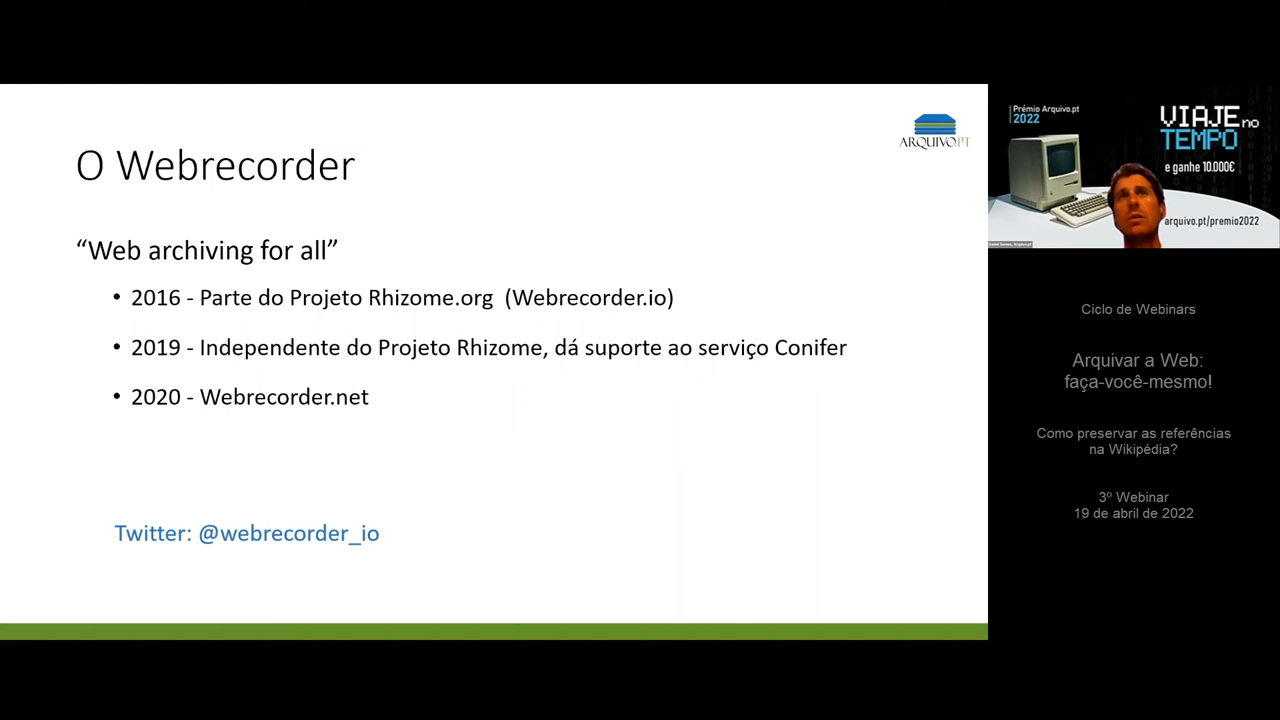 O Webrecorder
ARQUIVO.PT
“Web archiving for all”
• 2016 - Parte do Projeto Rhizome.org (Webrecorder.io)
• 2019 - Independente do Projeto Rhizome, dá suporte ao serviço Conifer
• 2020 - Webrecorder.net
Twitter: @webrecorder_io
Prémio Arquivo.pt
2022
VIAJE no
TEMPO
e ganhe 10.000€
arquivo.pt/premio2022
Ciclo de Webinars
Arquivar a Web:
faça-você-mesmo!
Como preservar as referências
na Wikipédia?
3º Webinar
19 de abril de 2022